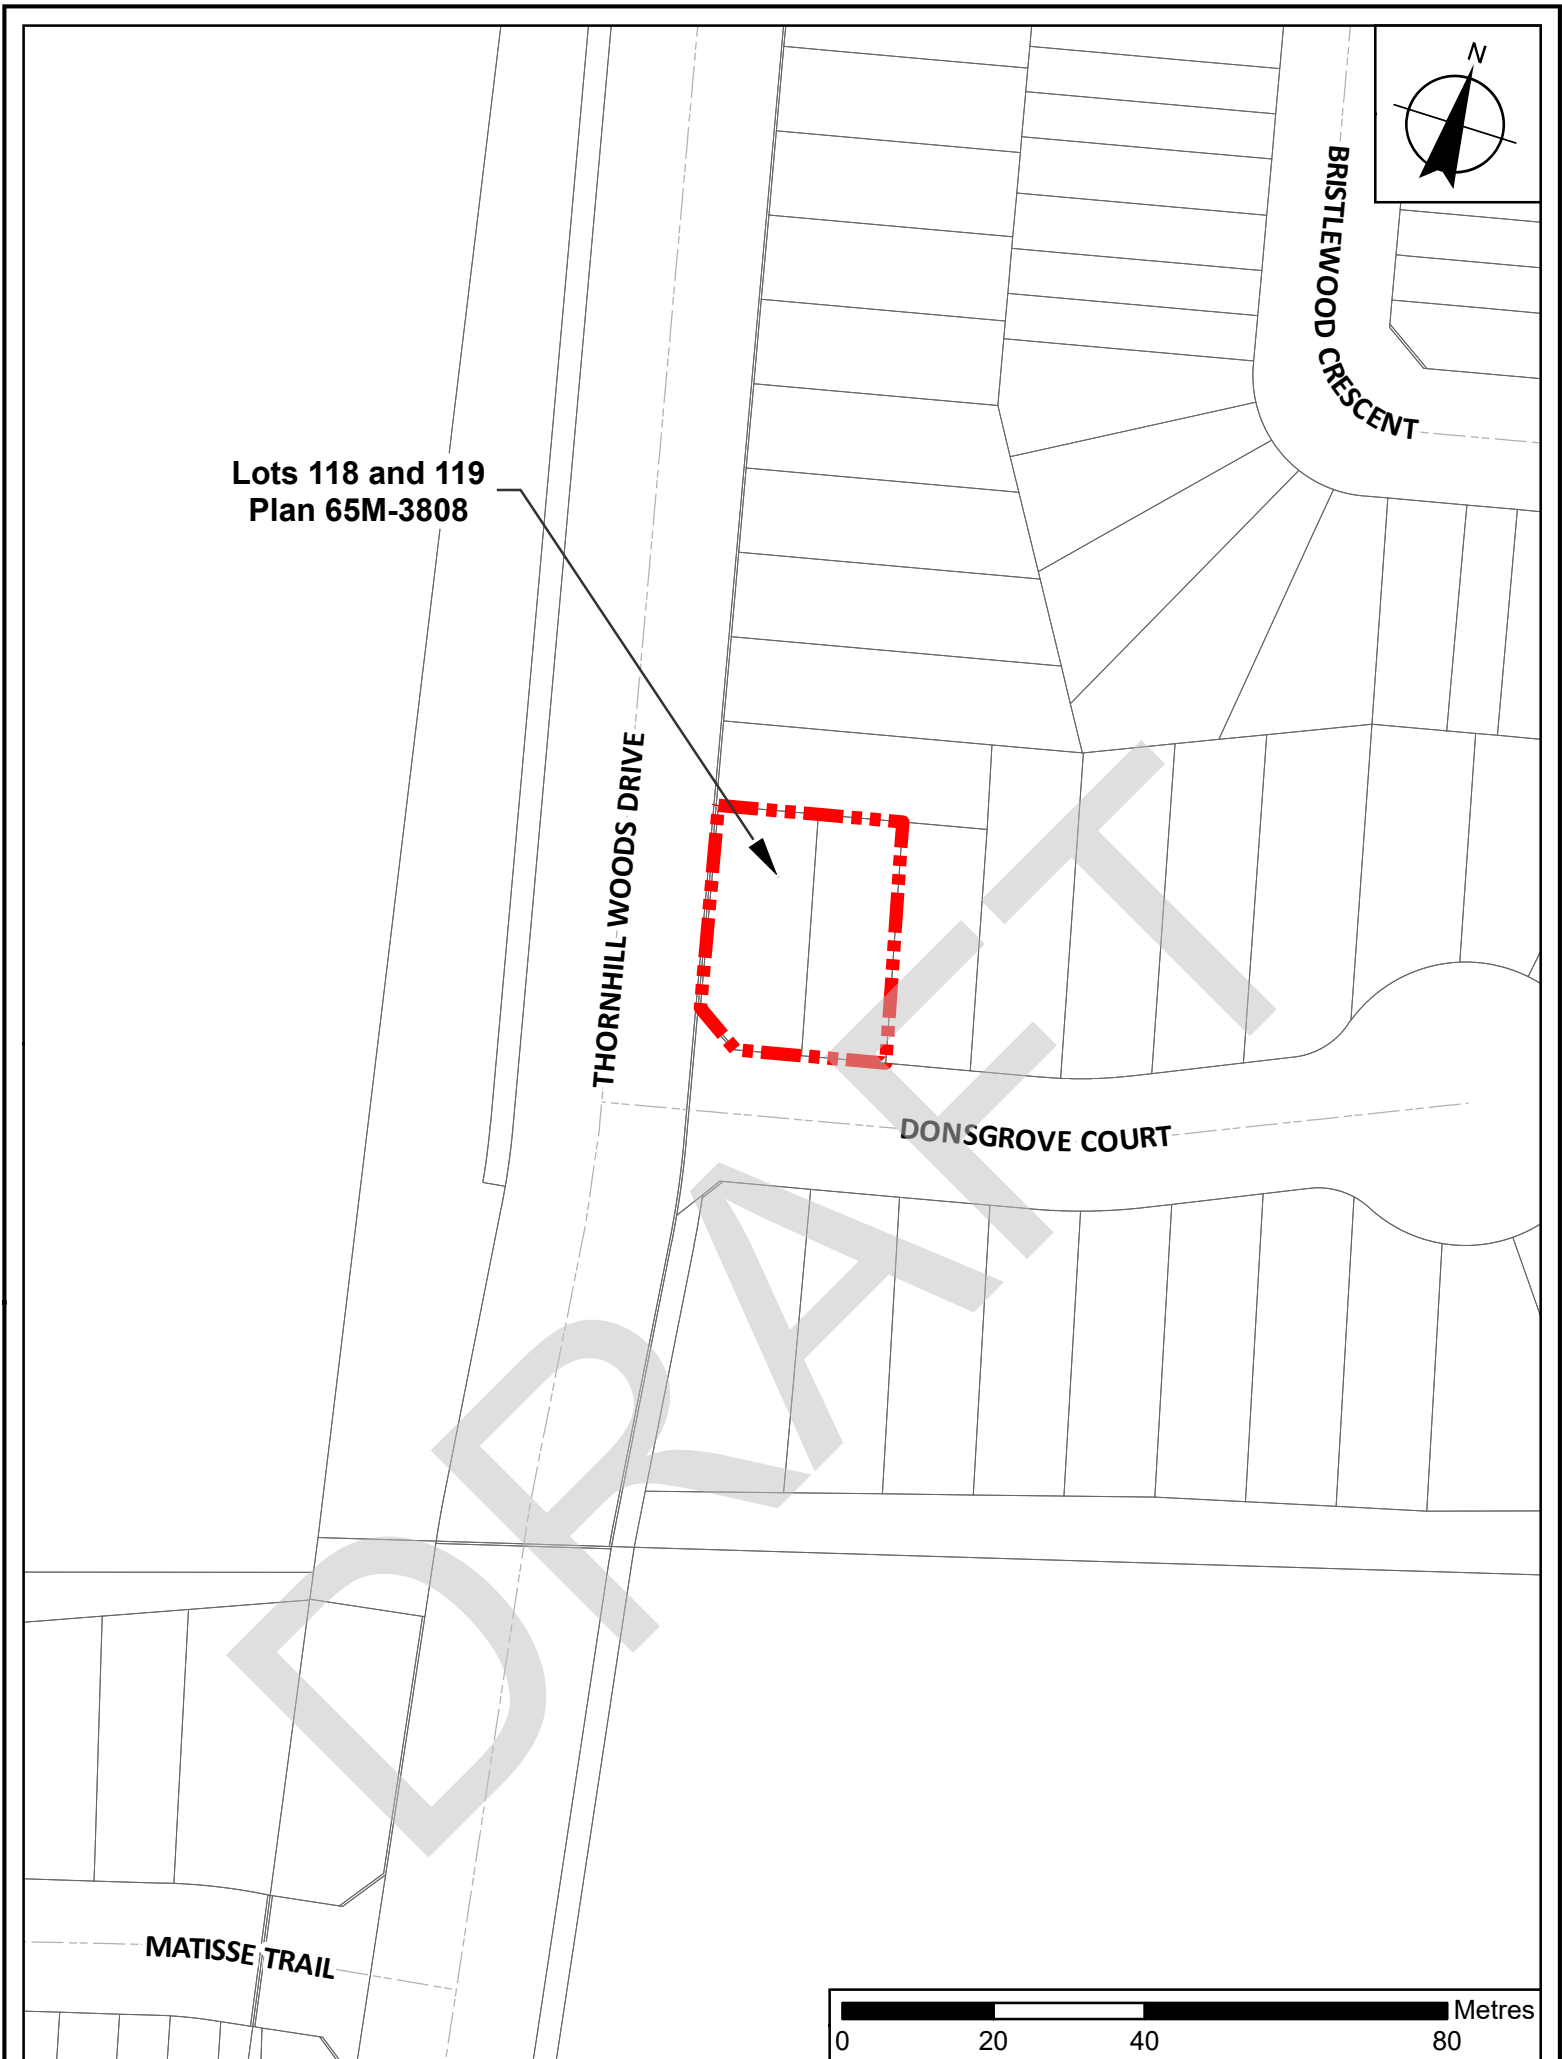 N
BRISTLEWOOD CRESCENT
Lots 118 and 119
Plan 65M-3808
THORNHILL WOODS DRIVE
DONSGROVE COURT
DRAFT
MATISSE TRAIL
Metres
0 20 40 80